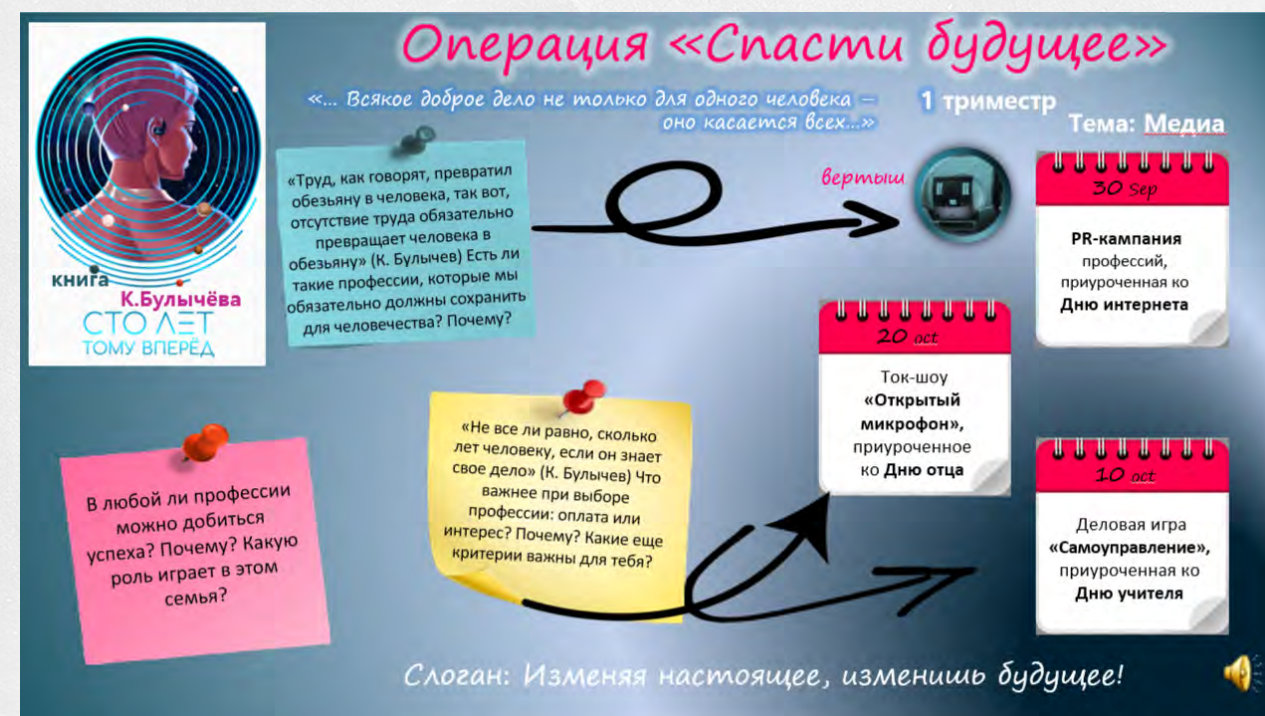 Операция «Спасти будущее»
«... Всякое доброе дело не только для одного человека –
оно касается всех...»
1 триместр
Тема: Медиа
книга
К.Булычёва
СТО ЛЕТ
ТОМУ ВПЕРЁД
«Труд, как говорят, превратил
обезьяну в человека, так вот,
отсутствие труда обязательно
превращает человека в
обезьяну» (К. Булычев) Есть ли
такие профессии, которые мы
обязательно должны сохранить
для человечества? Почему?
вертыш
30 Sep
PR-кампания
профессий,
приуроченная ко
Дню интернета
20 oct
Ток-шоу
«Открытый
микрофон»,
приуроченное
ко Дню отца
10 oct
Деловая игра
«Самоуправление»,
приуроченная ко
Дню учителя
В любой ли профессии
можно добиться
успеха? Почему? Какую
роль играет в этом
семья?
«Не все ли равно, сколько
лет человеку, если он знает
свое дело» (К. Булычев) Что
важнее при выборе
профессии: оплата или
интерес? Почему? Какие еще
критерии важны для тебя?
Слоган: Изменяя настоящее, изменишь будущее!